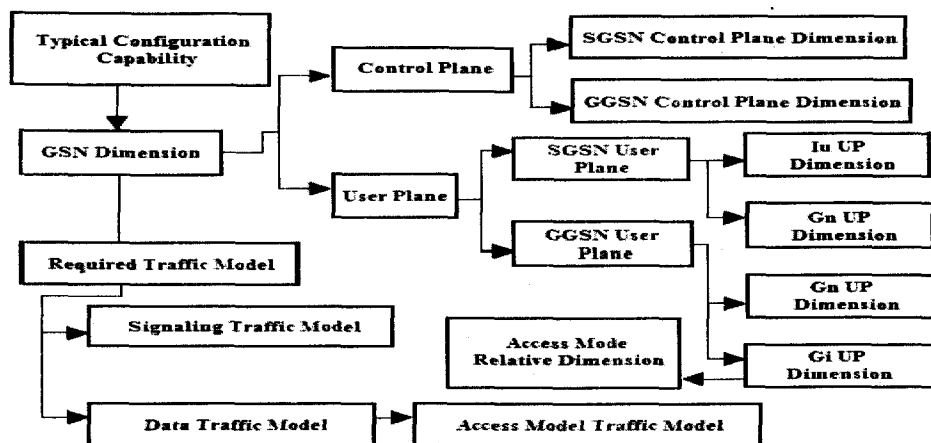 Typical Configuration
Capability
SGSN Control Plane Dimension
Control Plane
GGSN Control Plane Dimension
GSN Dimension
SGSN User
Plane
Iu UP
Dimension
User Plane
Gn UP
Dimension
GGSN User
Plane
Required Traffic Model
Gn UP
Dimension
Signaling Traffic Model
Access Mode
Relative Dimension
Gi UP
Dimension
Data Traffic Model
Access Model Traffic Model